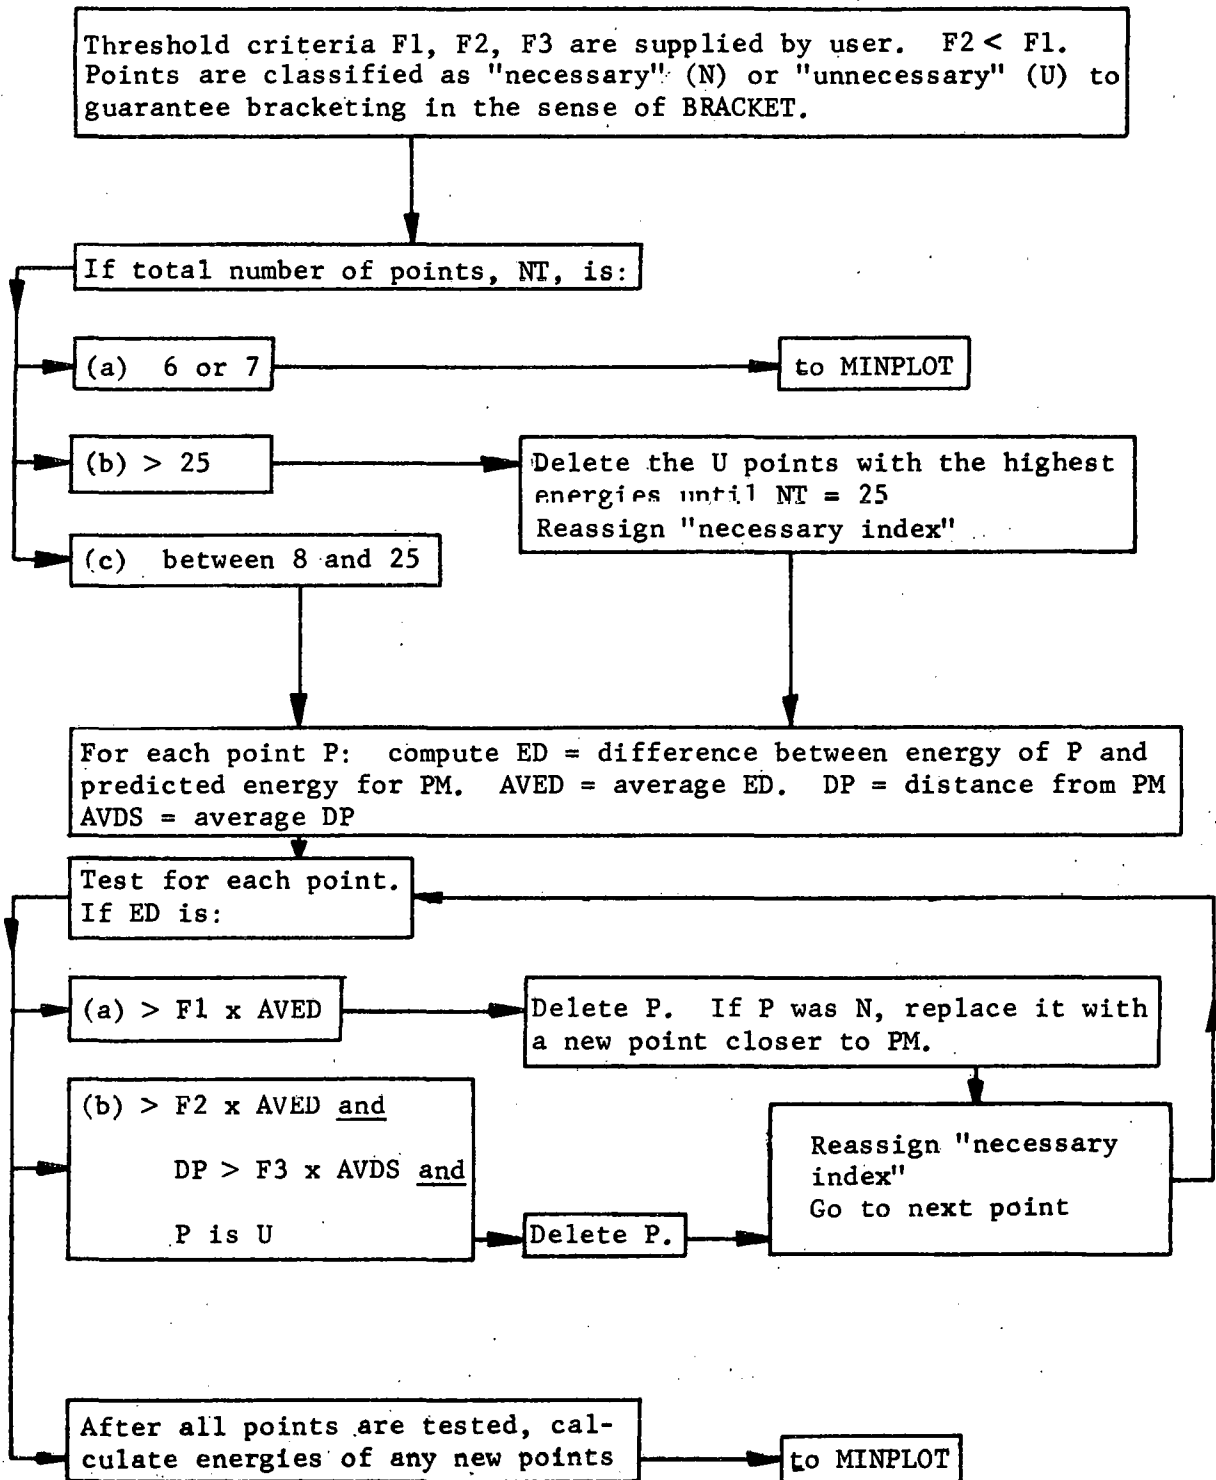 Threshold criteria F1, F2, F3 are supplied by user. F2 < F1.
Points are classified as "necessary" (N) or "unnecessary" (U) to
guarantee bracketing in the sense of BRACKET.
If total number of points, NT, is:
(a) 6 or 7
to MINPLOT
(b) > 25
Delete the U points with the highest
energies until NT = 25
Reassign "necessary index"
(c) between 8 and 25
For each point P: compute ED = difference between energy of P and
predicted energy for PM. AVED = average ED. DP = distance from PM
AVDS = average DP
Test for each point.
If ED is:
(a) > F1 x AVED
Delete P. If P was N, replace it with
a new point closer to PM.
(b) > F2 x AVED and
DP > F3 x AVDS and
P is U
Delete P.
Reassign "necessary
index"
Go to next point
After all points are tested, cal-
culate energies of any new points
to MINPLOT